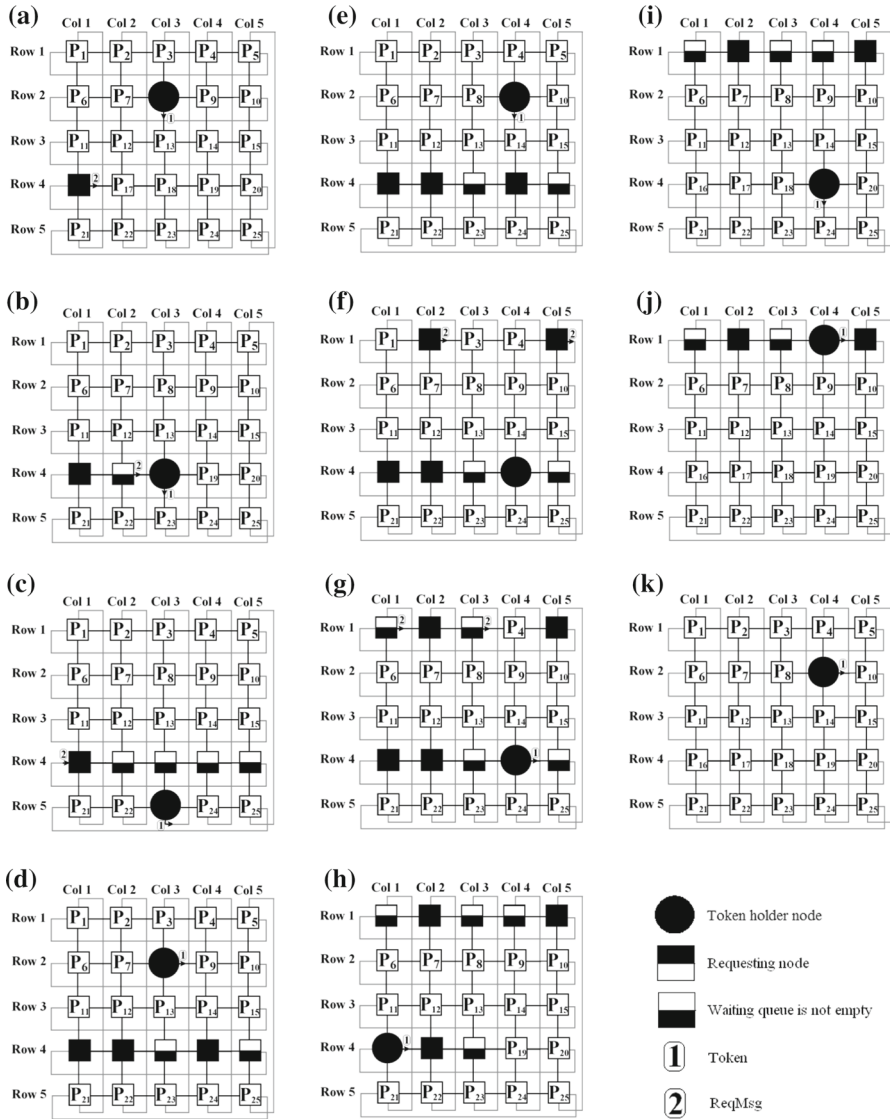 (a)
Col 1 Col 2 Col 3 Col 4 Col 5
Row 1 P1 P2 P3 P4 P5
Row 2 P6 P7 P9 P10
1
Row 3 P11 P12 P13 P14 P15
Row 4 2 P17 P18 P19 P20
Row 5 P21 P22 P23 P24 P25
(b)
Col 1 Col 2 Col 3 Col 4 Col 5
Row 1 P1 P2 P3 P4 P5
Row 2 P6 P7 P8 P9 P10
Row 3 P11 P12 P13 P14 P15
Row 4 2 P19 P20
1
Row 5 P21 P22 P23 P24 P25
(c)
Col 1 Col 2 Col 3 Col 4 Col 5
Row 1 P1 P2 P3 P4 P5
Row 2 P6 P7 P8 P9 P10
Row 3 P11 P12 P13 P14 P15
Row 4 2
Row 5 P21 P22 P24 P25
1
(d)
Col 1 Col 2 Col 3 Col 4 Col 5
Row 1 P1 P2 P3 P4 P5
Row 2 P6 P7 1 P9 P10
Row 3 P11 P12 P13 P14 P15
Row 4
Row 5 P21 P22 P23 P24 P25
(e)
Col 1 Col 2 Col 3 Col 4 Col 5
Row 1 P1 P2 P3 P4 P5
Row 2 P6 P7 P8 P10
1
Row 3 P11 P12 P13 P14 P15
Row 4
Row 5 P21 P22 P23 P24 P25
(f)
Col 1 Col 2 Col 3 Col 4 Col 5
Row 1 P1 2 P3 P4 2
Row 2 P6 P7 P8 P9 P10
Row 3 P11 P12 P13 P14 P15
Row 4
Row 5 P21 P22 P23 P24 P25
(g)
Col 1 Col 2 Col 3 Col 4 Col 5
Row 1 2 2 P4
Row 2 P6 P7 P8 P9 P10
Row 3 P11 P12 P13 P14 P15
Row 4 1
Row 5 P21 P22 P23 P24 P25
(h)
Col 1 Col 2 Col 3 Col 4 Col 5
Row 1
Row 2 P6 P7 P8 P9 P10
Row 3 P11 P12 P13 P14 P15
Row 4 1 P19 P20
Row 5 P21 P22 P23 P24 P25
(i)
Col 1 Col 2 Col 3 Col 4 Col 5
Row 1
Row 2 P6 P7 P8 P9 P10
Row 3 P11 P12 P13 P14 P15
Row 4 P16 P17 P18 P20
1
Row 5 P21 P22 P23 P24 P25
(j)
Col 1 Col 2 Col 3 Col 4 Col 5
Row 1 1
Row 2 P6 P7 P8 P9 P10
Row 3 P11 P12 P13 P14 P15
Row 4 P16 P17 P18 P19 P20
Row 5 P21 P22 P23 P24 P25
(k)
Col 1 Col 2 Col 3 Col 4 Col 5
Row 1 P1 P2 P3 P4 P5
Row 2 P6 P7 P8 1 P10
Row 3 P11 P12 P13 P14 P15
Row 4 P16 P17 P18 P19 P20
Row 5 P21 P22 P23 P24 P25
Token holder node
Requesting node
Waiting queue is not empty
1 Token
2 ReqMsg